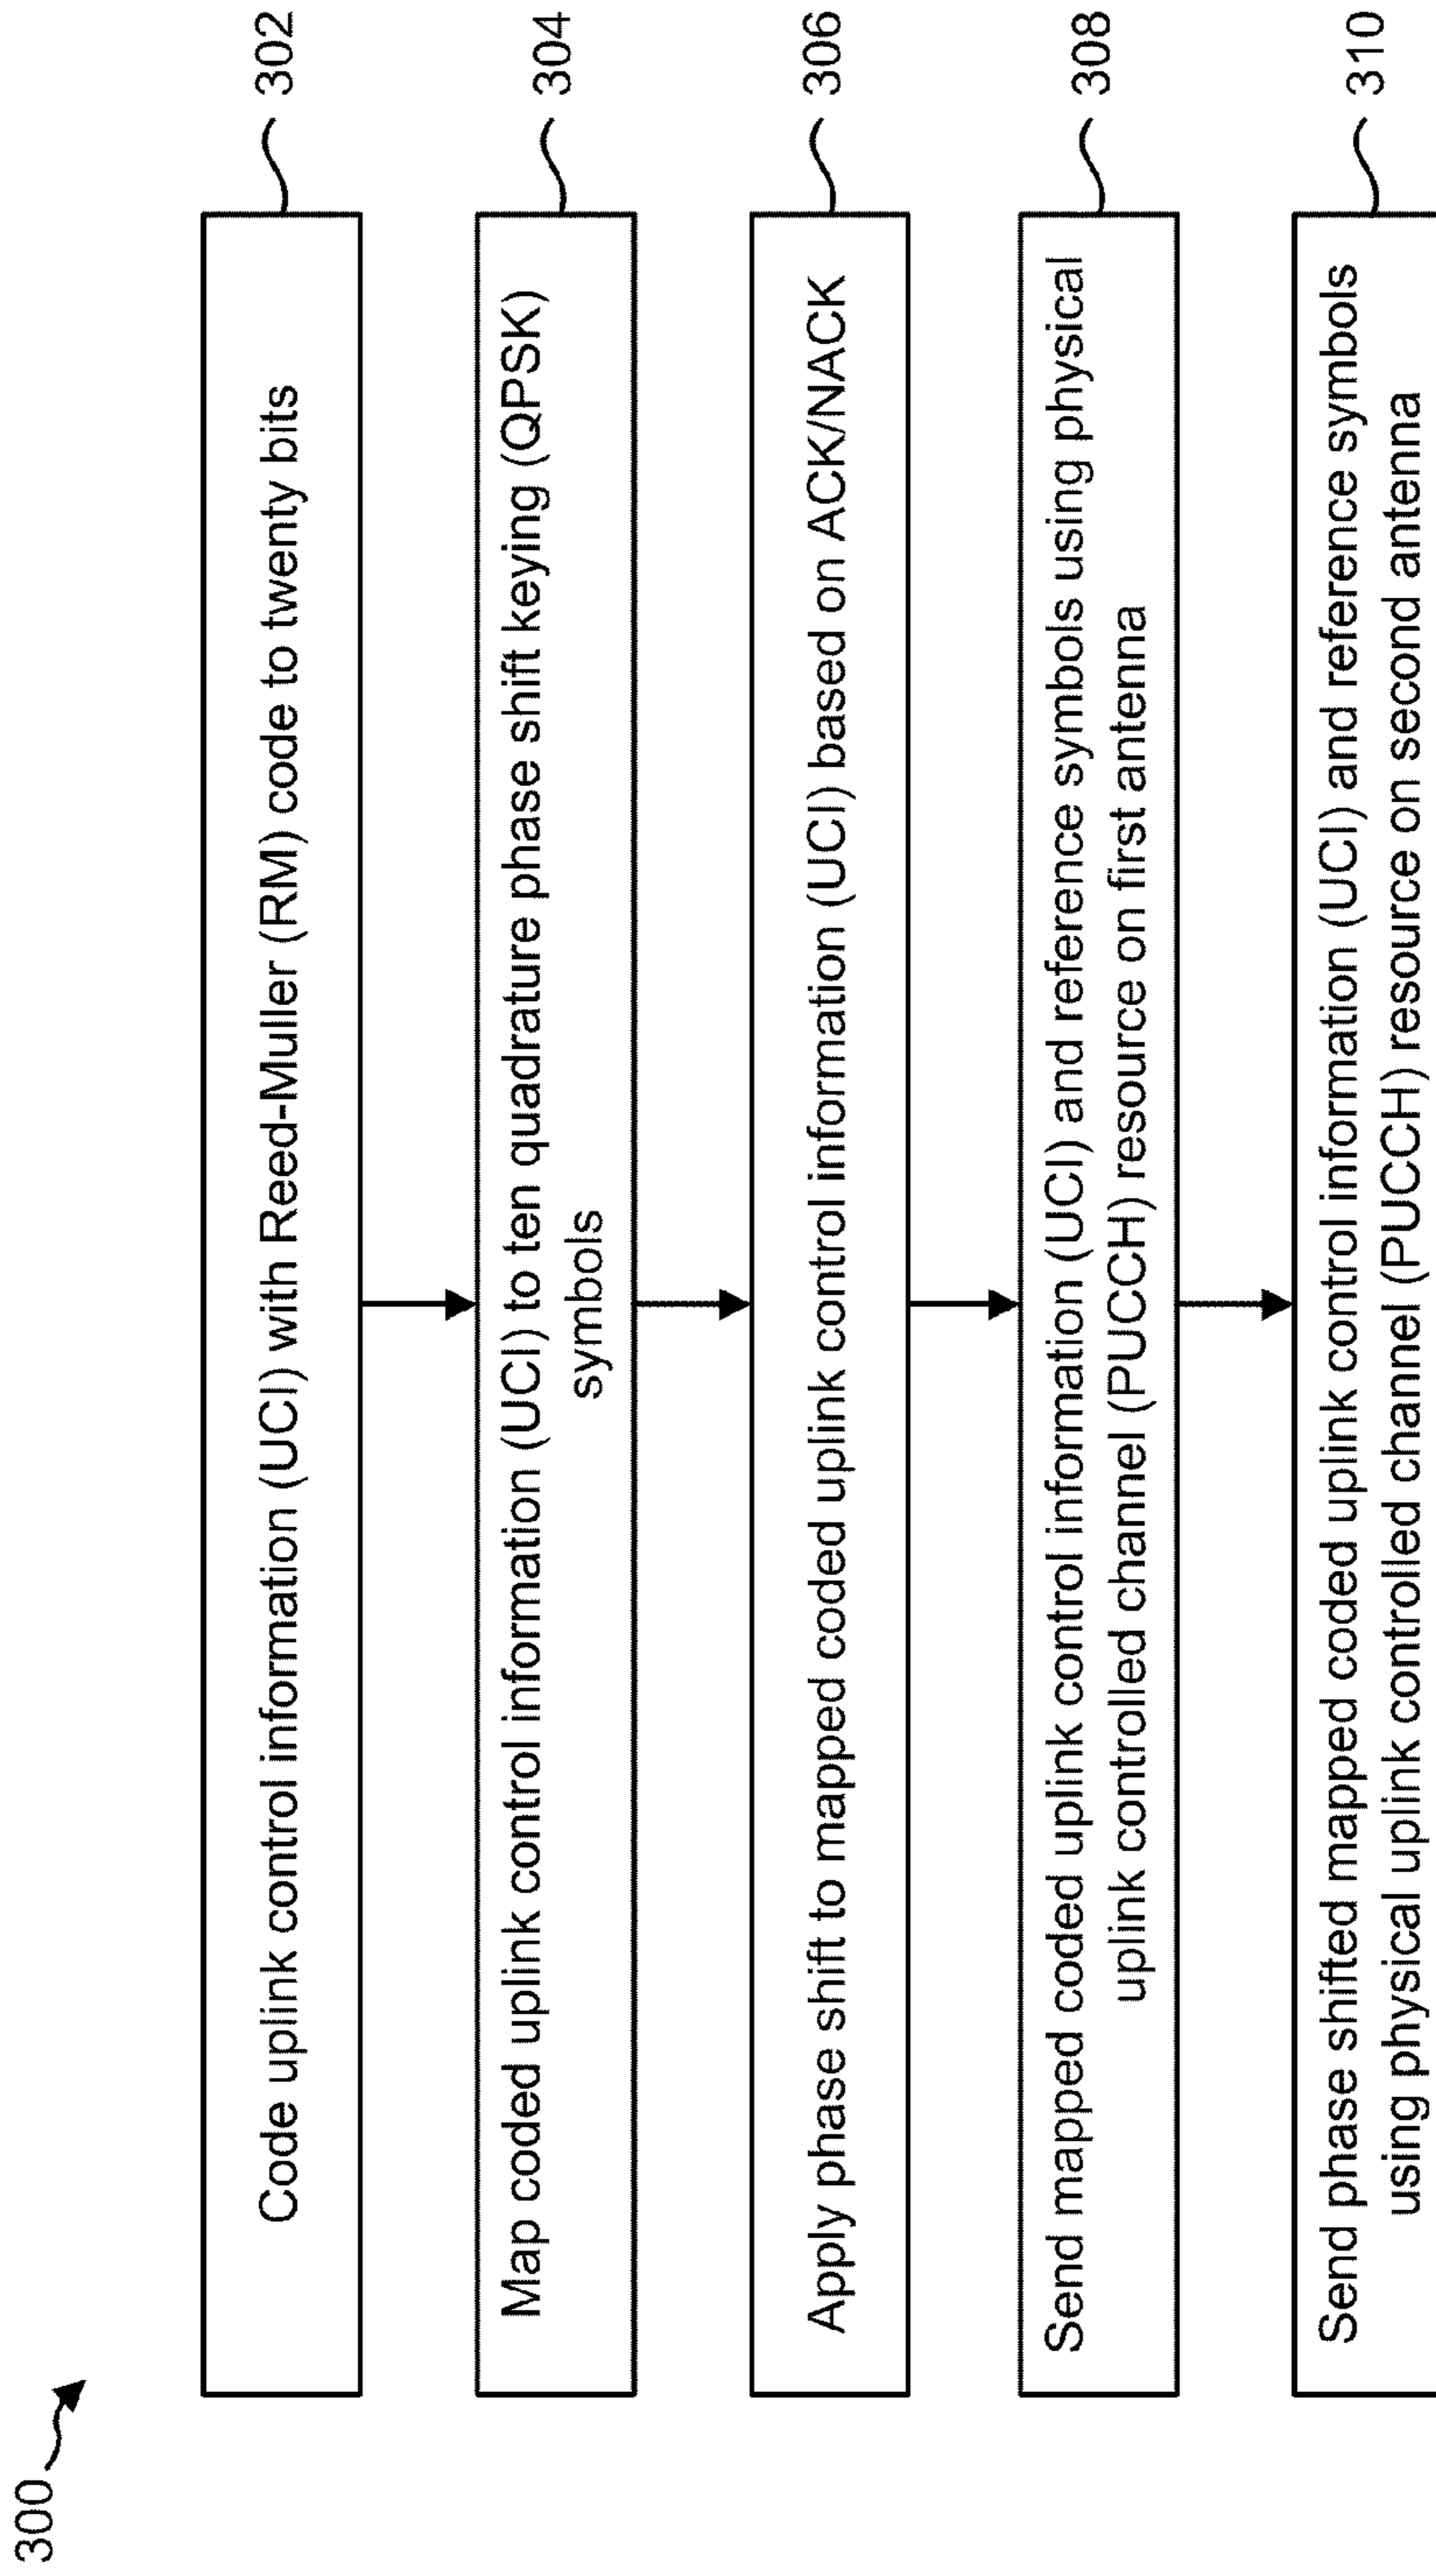 300
Code uplink control information (UCI) with Reed-Muller (RM) code to twenty bits
302
Map coded uplink control information (UCI) to ten quadrature phase shift keying (QPSK)
symbols
304
Apply phase shift to mapped coded uplink control information (UCI) based on ACK/NACK
306
Send mapped coded uplink control information (UCI) and reference symbols using physical
uplink controlled channel (PUCCH) resource on first antenna
308
Send phase shifted mapped coded uplink control information (UCI) and reference symbols
using physical uplink controlled channel (PUCCH) resource on second antenna
310